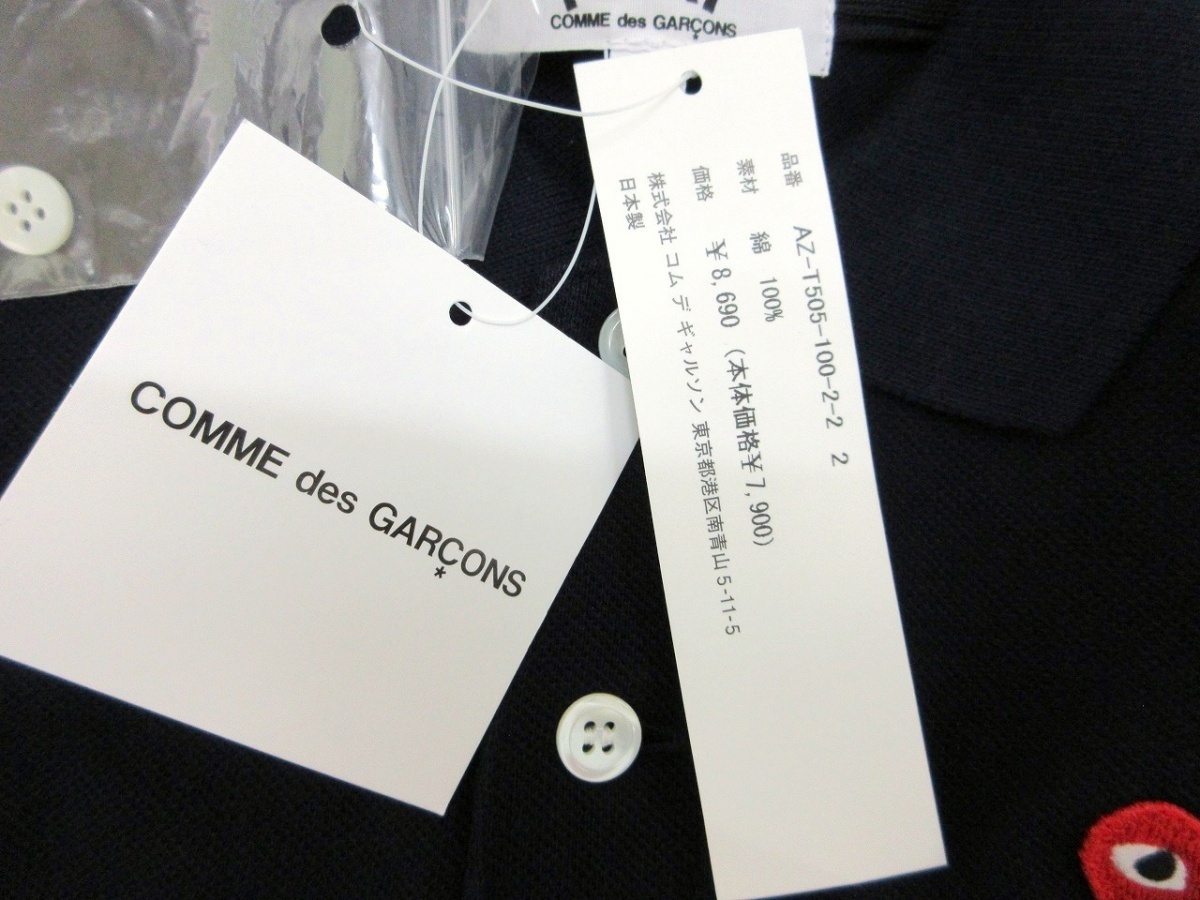 COMME des GARÇONS
COMME des GARÇONS
*
品番 AZ-T505-100-2-2 2
素材 綿 100%
価格 ¥8,690 (本体価格¥7,900)
株式会社 コム デ ギャルソン 東京都港区南青山5-11-5
日本製